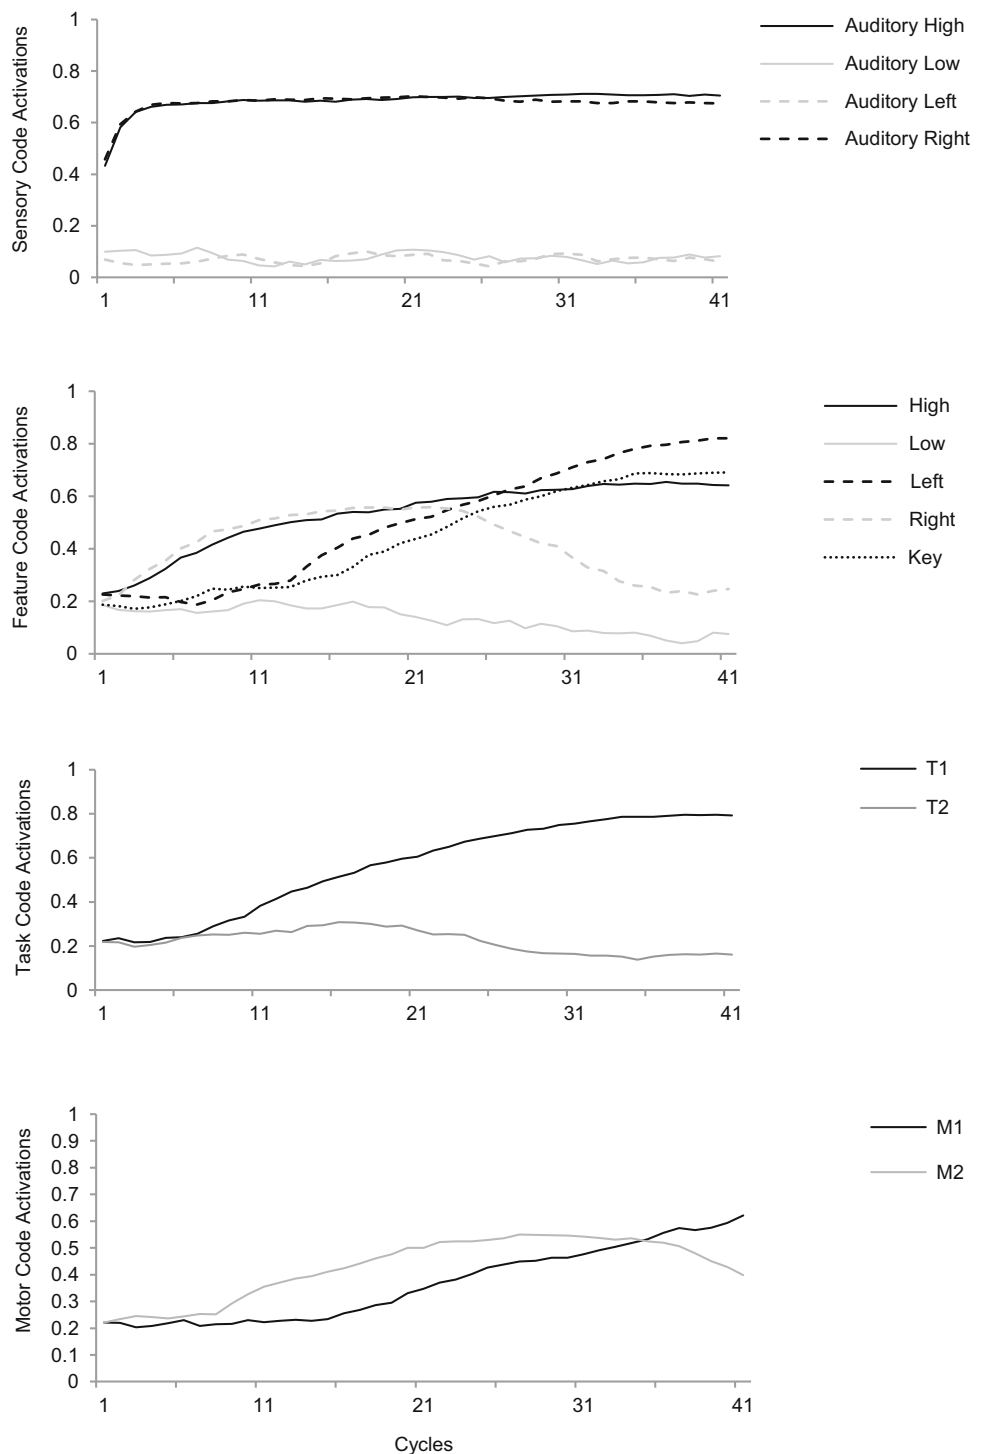 Sensory Code Activations
1
0.8
0.6
0.4
0.2
0
1 11 21 31 41
Auditory High
Auditory Low
Auditory Left
Auditory Right
Feature Code Activations
1
0.8
0.6
0.4
0.2
0
1 11 21 31 41
High
Low
Left
Right
Key
Task Code Activations
1
0.8
0.6
0.4
0.2
0
1 11 21 31 41
T1
T2
Motor Code Activations
1
0.9
0.8
0.7
0.6
0.5
0.4
0.3
0.2
0.1
0
1 11 21 31 41
M1
M2
Cycles